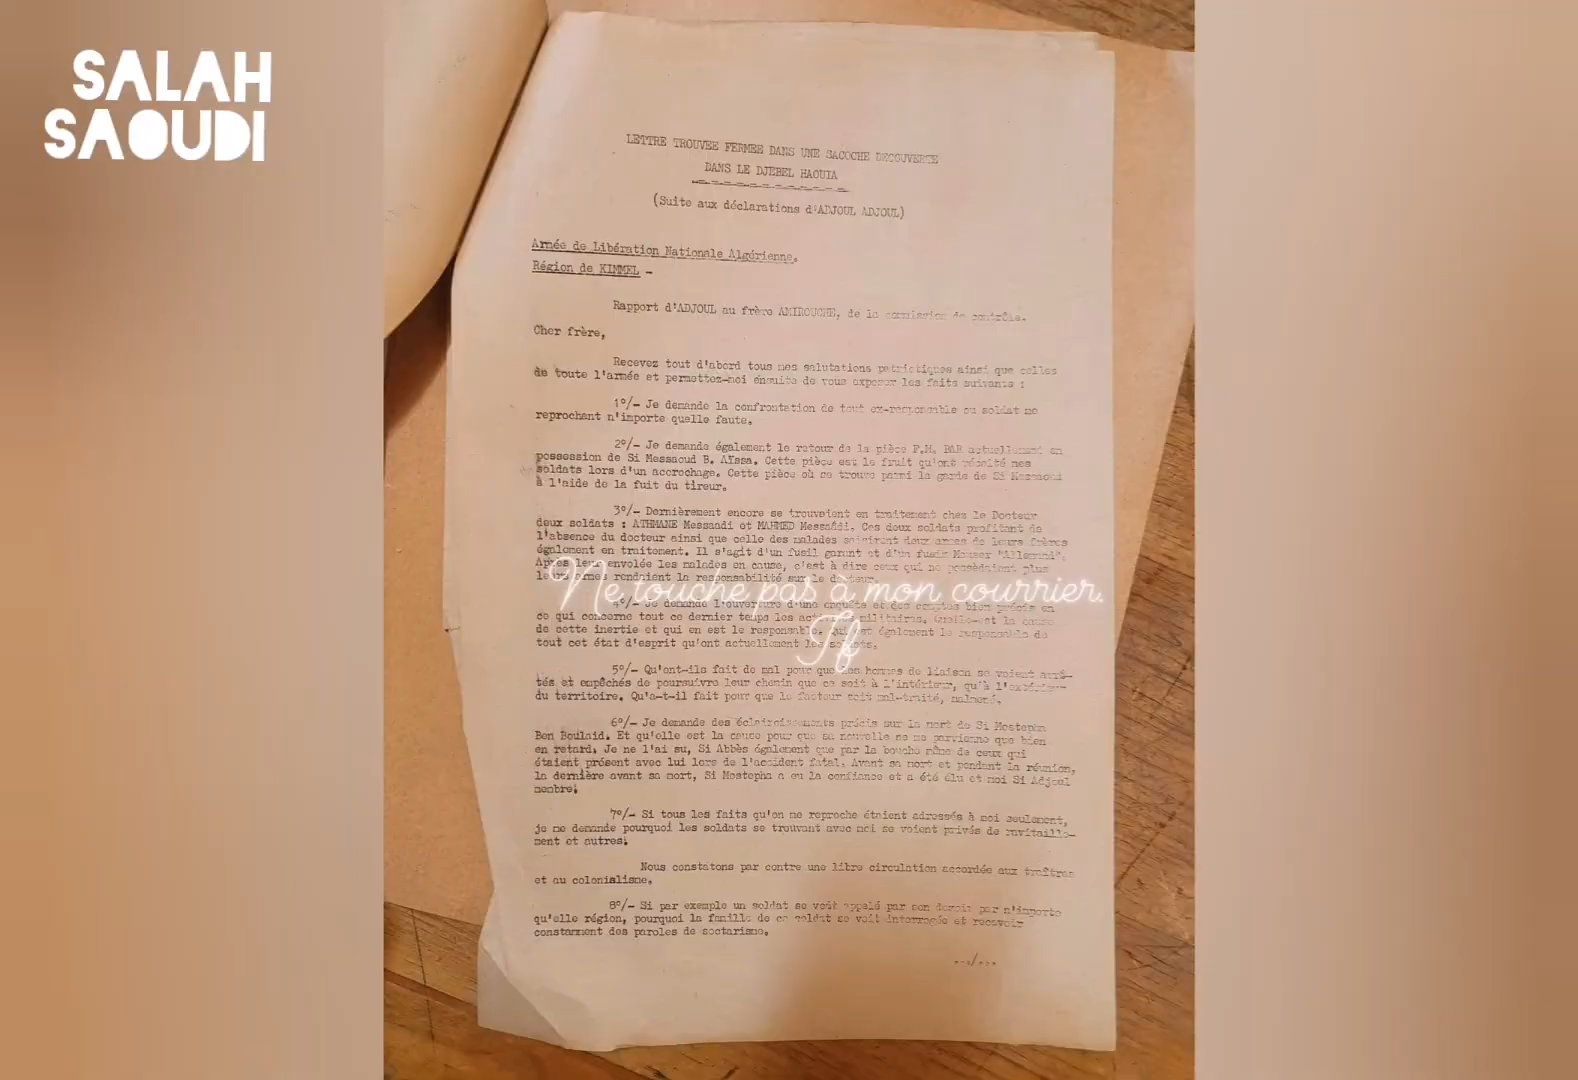 SALAH
SAOUDI
LETTRE TROUVEE FERMEE DANS UNE SACOCHE DECOUVERTE
DANS LE DJEBEL HAOUIA
(Suite aux déclarations d'ADJOUL ADJOUL)
Armée de Libération Nationale Algérienne.
Région de KIMMEL -
Rapport d'ADJOUL au frère AMIROUCHE, de la commission de contrôle.
Cher frère,
Recevez tout d'abord tous mes salutations patriotiques ainsi que celles
de toute l'armée et permettez-moi ensuite de vous exposer les faits suivants :
1°/- Je demande la confrontation de tout ex-responsable ou soldat me
reprochant n'importe quelle faute.
2°/- Je demande également le retour de la pièce F.M. BAR actuellement en
possession de Si Messaoud B. Aïssa. Cette pièce est le fruit qu'ont récolté mes
soldats lors d'un accrochage. Cette pièce où se trouve parmi la garde de Si Messaoud
à l'aide de la fuit du tireur.
3°/- Dernièrement encore se trouvaient en traitement chez le Docteur
deux soldats : ATHMANE Messaadi et MAHMED Messaâdi. Ces deux soldats profitant de
l'absence du docteur ainsi que celle des malades saisirent deux armes de leurs frères
également en traitement. Il s'agit d'un fusil garant et d'un fusil Mauser "Allemand".
Après leur envolée les malades en cause, c'est à dire ceux qui ne possédaient plus
leurs armes rendaient la responsabilité sur le docteur.
Ne touche pas à mon courrier.
4°/- Je demande l'ouverture d'une enquête et des comptes bien précis en
ce qui concerne tout ce dernier temps les activités militaires. Quelle est la cause
de cette inertie et qui en est le responsable. Qui est également le responsable de
tout cet état d'esprit qu'ont actuellement les soldats.
5°/- Qu'ont-ils fait de mal pour que les hommes de liaison se voient arrê-
tés et empêchés de poursuivre leur chemin que ce soit à l'intérieur, qu'à l'extérieur
du territoire. Qu'a-t-il fait pour que le facteur soit mal-traité, malmené.
6°/- Je demande des éclaircissements précis sur la mort de Si Mostepha
Ben Boulaid. Et qu'elle est la cause pour que sa nouvelle ne me parvienne que bien
en retard. Je ne l'ai su, Si Abbès également que par la bouche même de ceux qui
étaient présent avec lui lors de l'accident fatal. Avant sa mort et pendant la réunion,
la dernière avant sa mort, Si Mostepha a eu la confiance et a été élu et moi Si Adjoul
membre.
7°/- Si tous les faits qu'on me reproche étaient adressés à moi seulement,
je me demande pourquoi les soldats se trouvant avec moi se voient privés de ravitaille-
ment et autres.
Nous constatons par contre une libre circulation accordée aux traîtres
et au colonialisme.
8°/- Si par exemple un soldat se voit appelé par son devoir par n'importe
qu'elle région, pourquoi la famille de ce soldat se voit interrogée et recevoir
constamment des paroles de sectarisme.
.../...